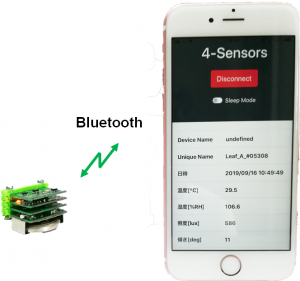 4-Sensors
Disconnect
Sleep Mode
Bluetooth
Device Name undefined
Unique Name Leaf_A_#05308
日時 2019/09/16 10:49:49
温度[°C] 29.5
湿度[%RH] 106.6
照度[lux] 586
傾き[deg] 11